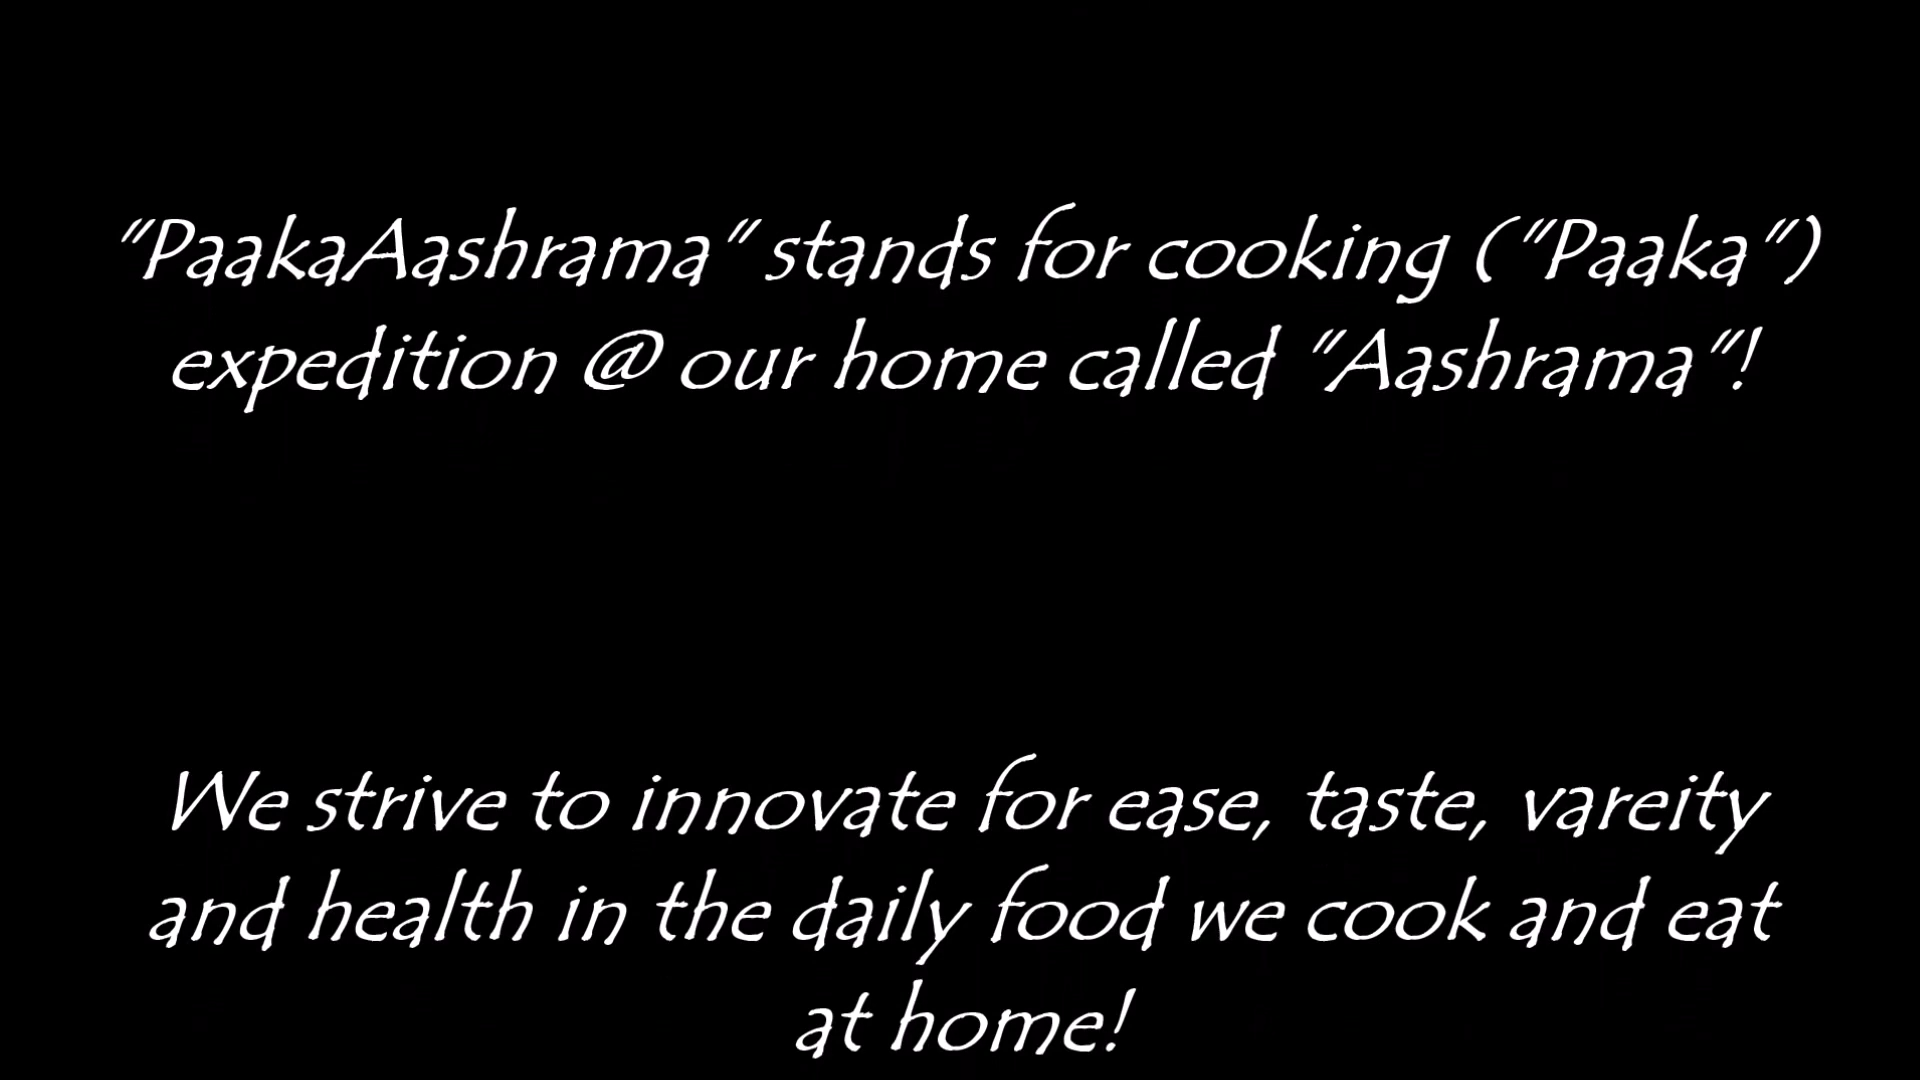 "PaakaAashrama" stands for cooking ("Paaka")
expedition @ our home called "Aashrama"!
We strive to innovate for ease, taste, vareity
and health in the daily food we cook and eat
at home!